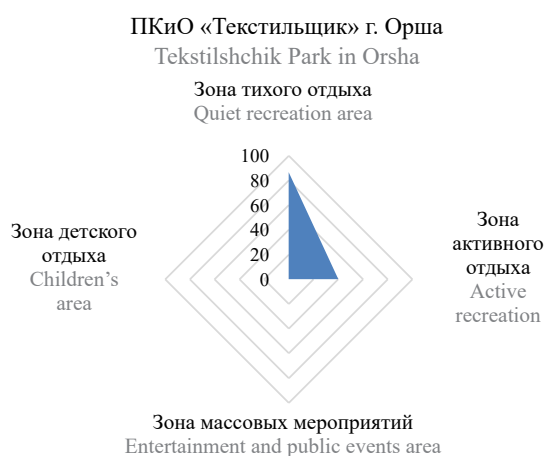 ПКиО «Текстильщик» г. Орша
Tekstilshchik Park in Orsha
Зона тихого отдыха
Quiet recreation area
100
80
60
40
20
0
Зона детского
отдыха
Children’s
area
Зона
активного
отдыха
Active
recreation
Зона массовых мероприятий
Entertainment and public events area